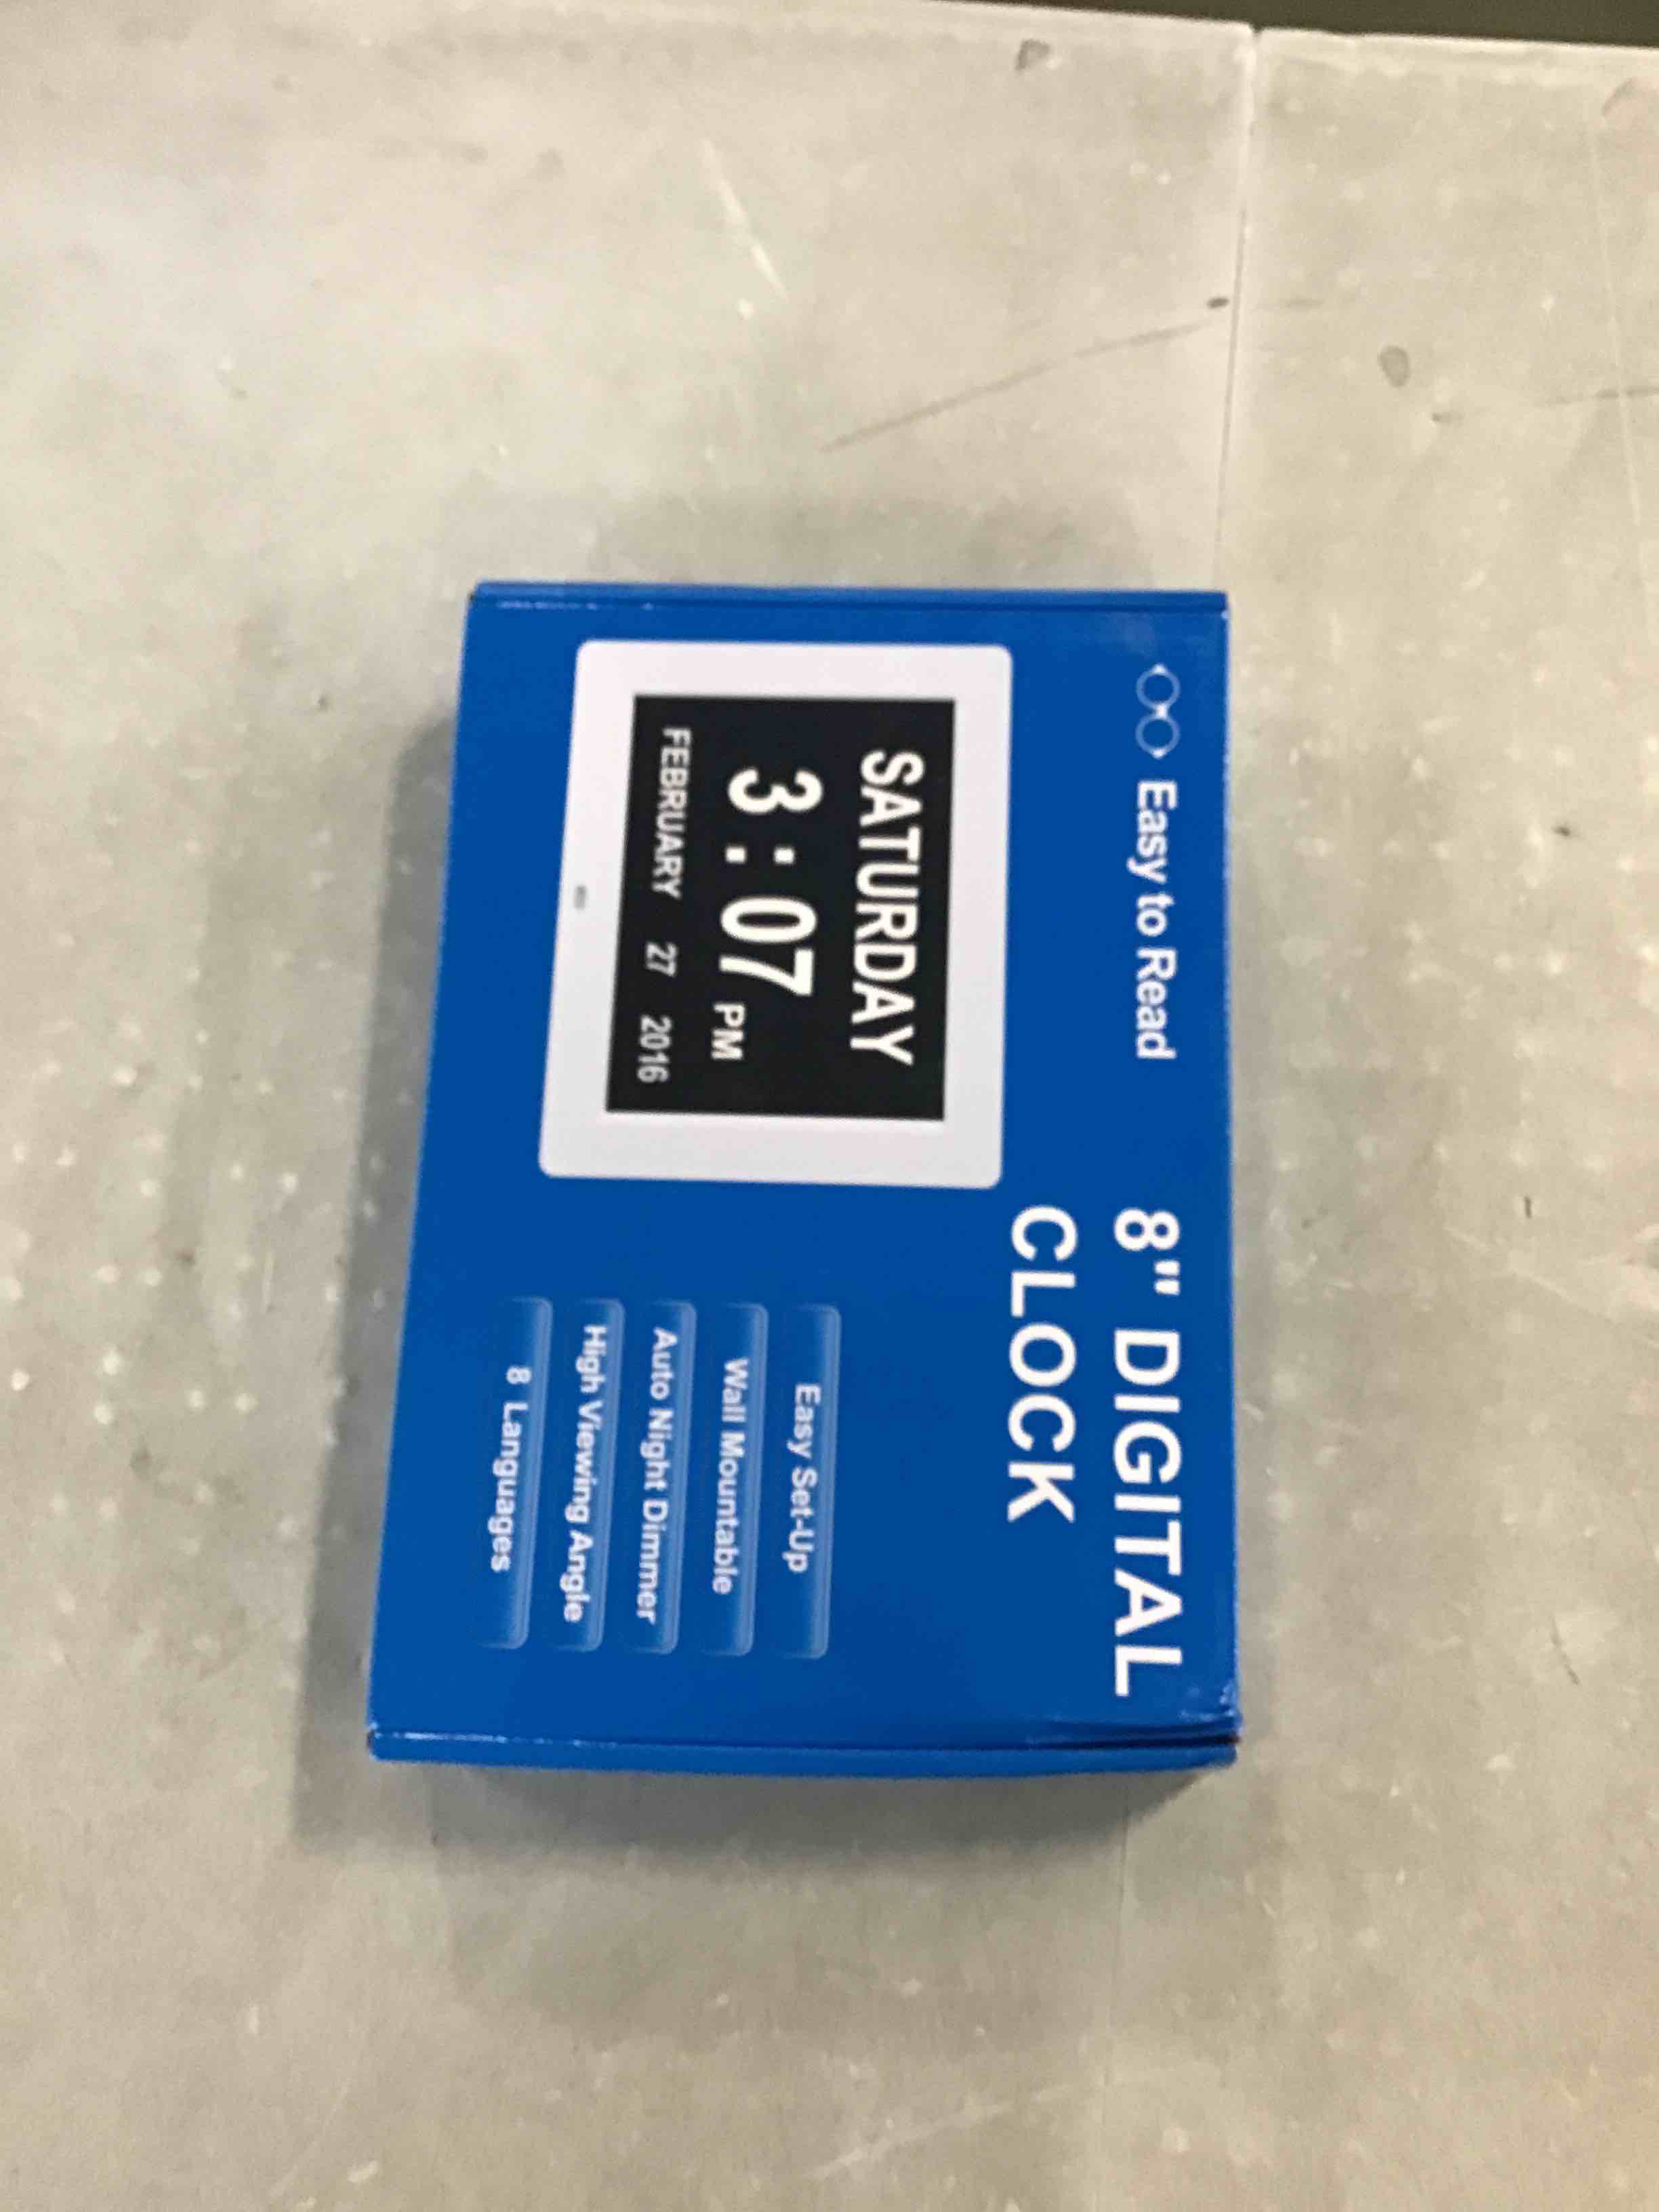 Easy to Read
8" DIGITAL
CLOCK
SATURDAY
3:07 PM
FEBRUARY 27 2016
Easy Set-Up
Wall Mountable
Auto Night Dimmer
High Viewing Angle
8 Languages